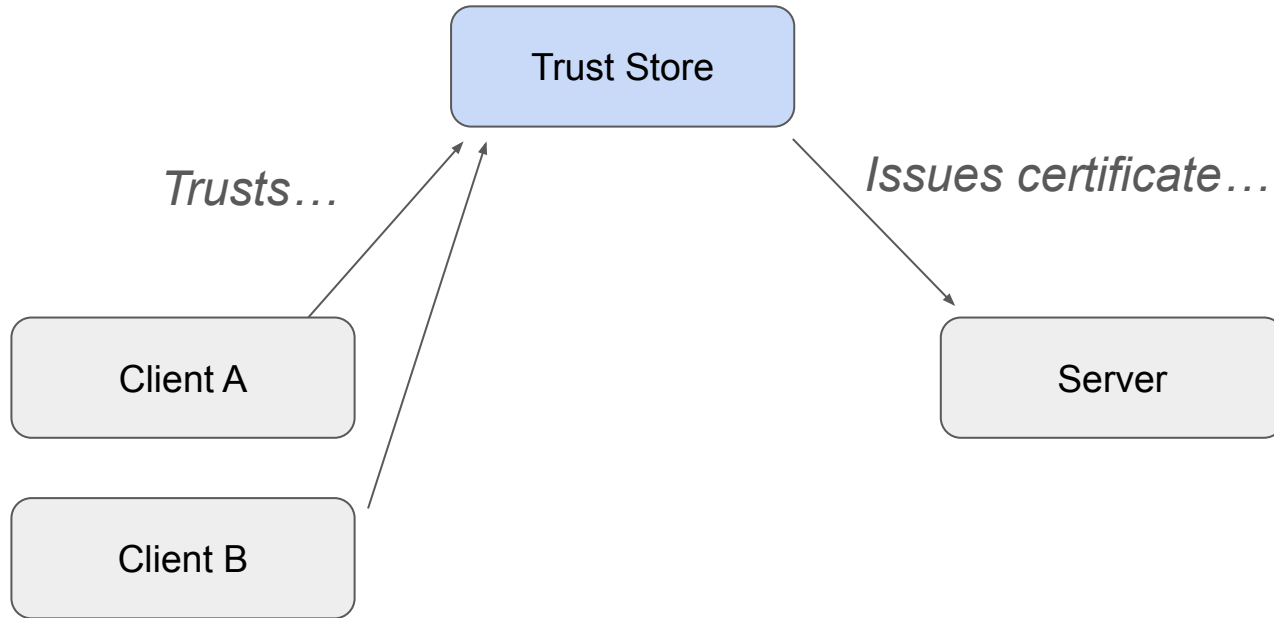 Trust Store
Trusts…
Issues certificate…
Client A
Server
Client B